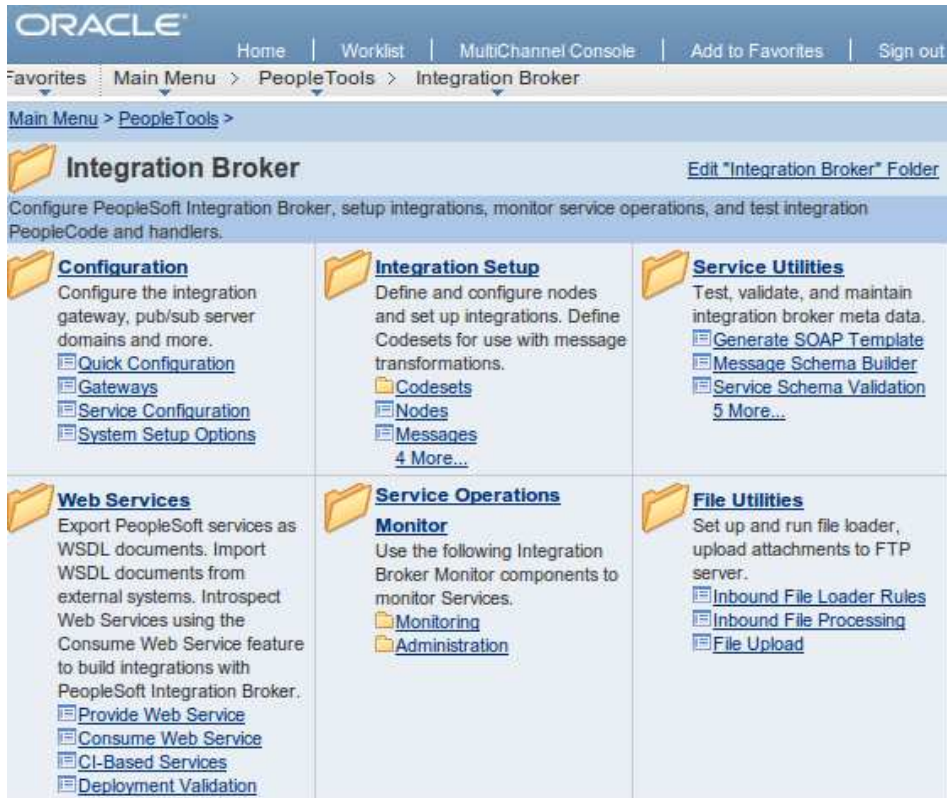 ORACLE
Home | Worklist | MultiChannel Console | Add to Favorites | Sign out
Favorites Main Menu > PeopleTools > Integration Broker
Main Menu > PeopleTools >
Integration Broker
Edit "Integration Broker" Folder
Configure PeopleSoft Integration Broker, setup integrations, monitor service operations, and test integration
PeopleCode and handlers.
Configuration
Configure the integration
gateway, pub/sub server
domains and more.
Quick Configuration
Gateways
Service Configuration
System Setup Options
Integration Setup
Define and configure nodes
and set up integrations. Define
Codesets for use with message
transformations.
Codesets
Nodes
Messages
4 More...
Service Utilities
Test, validate, and maintain
integration broker meta data.
Generate SOAP Template
Message Schema Builder
Service Schema Validation
5 More...
Web Services
Export PeopleSoft services as
WSDL documents. Import
WSDL documents from
external systems. Introspect
Web Services using the
Consume Web Service feature
to build integrations with
PeopleSoft Integration Broker.
Provide Web Service
Consume Web Service
CI-Based Services
Deployment Validation
Service Operations
Monitor
Use the following Integration
Broker Monitor components to
monitor Services.
Monitoring
Administration
File Utilities
Set up and run file loader,
upload attachments to FTP
server.
Inbound File Loader Rules
Inbound File Processing
File Upload